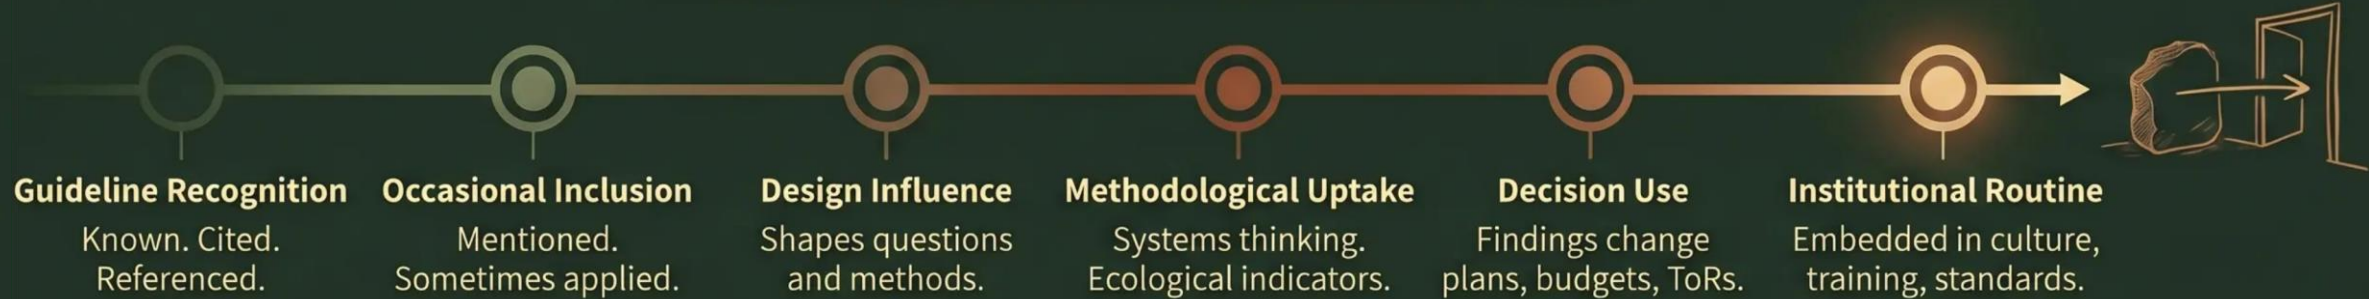 Guideline Recognition
Known. Cited.
Referenced.
Occasional Inclusion
Mentioned.
Sometimes applied.
Design Influence
Shapes questions
and methods.
Methodological Uptake
Systems thinking.
Ecological indicators.
Decision Use
Findings change
plans, budgets, ToRs.
Institutional Routine
Embedded in culture,
training, standards.